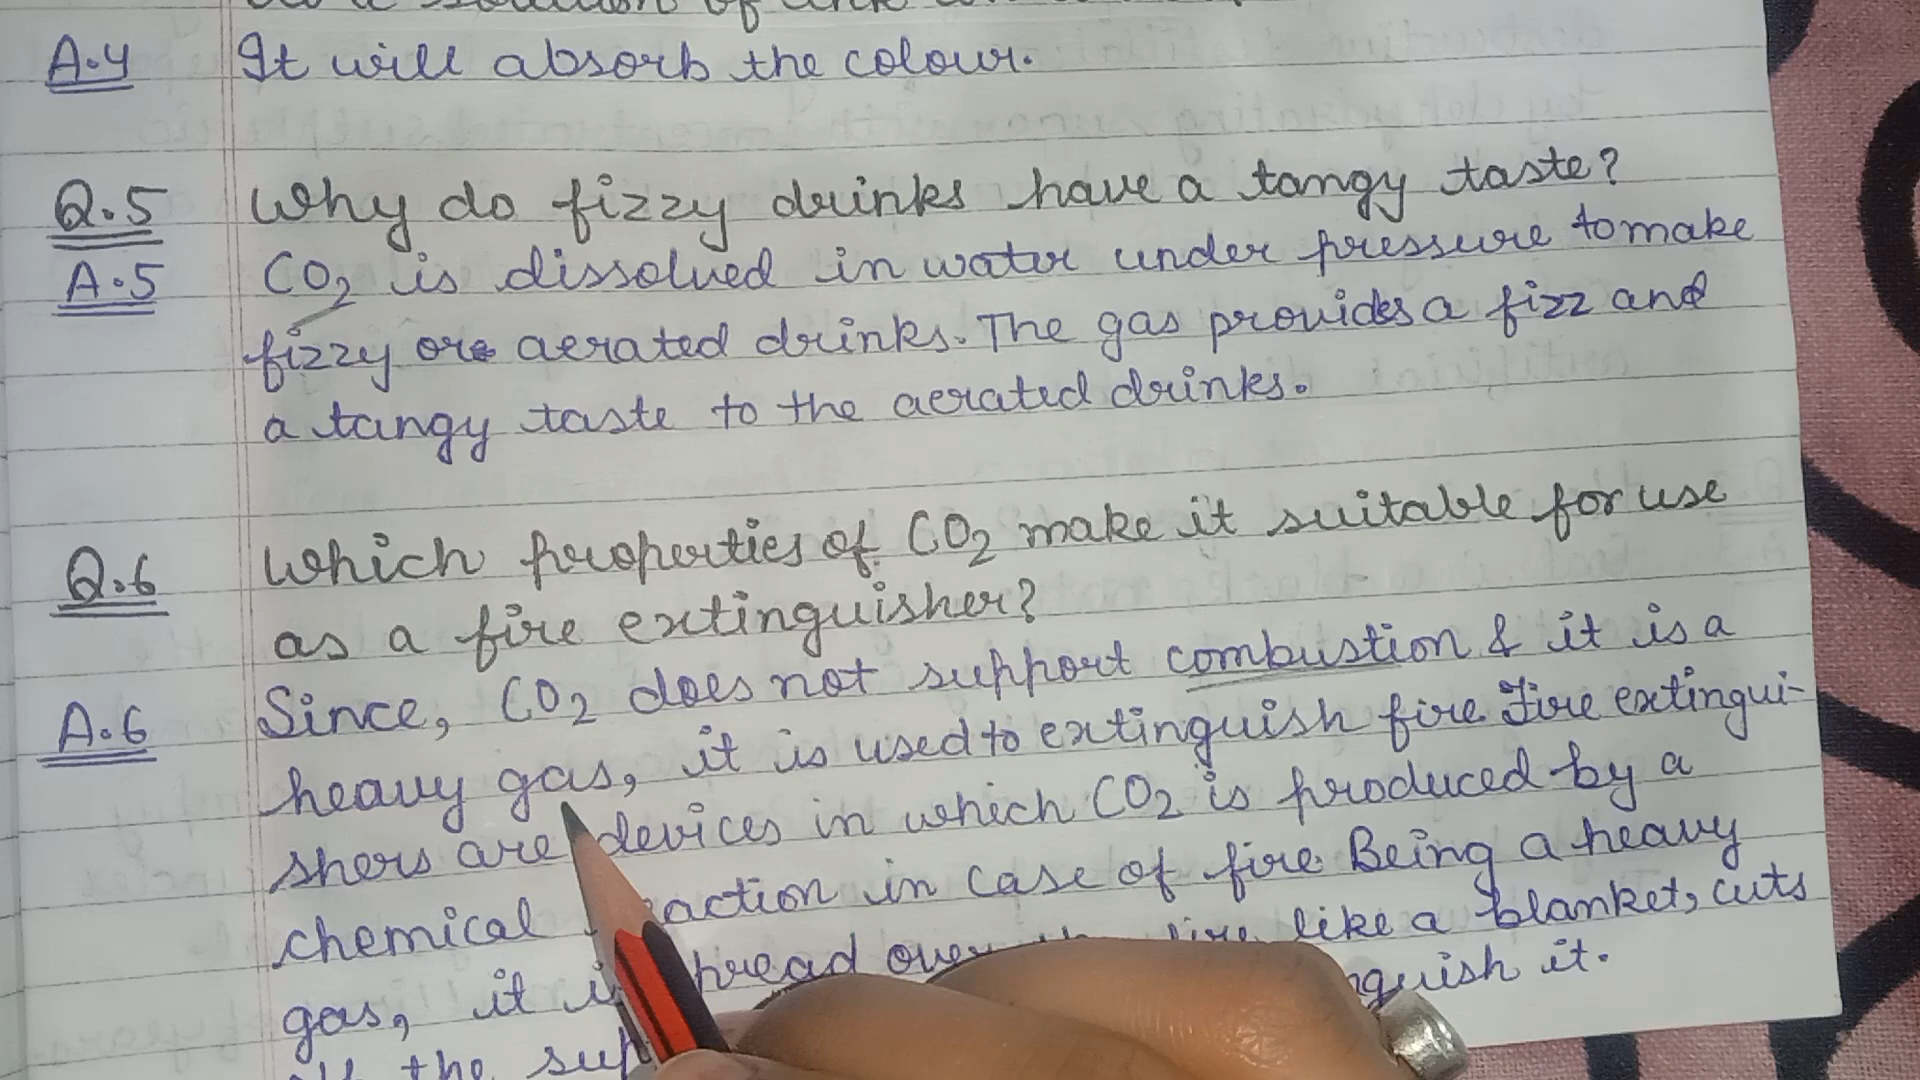 of
A.4 It will absorb the colour.
Q.5 Why do fizzy drinks have a tangy taste?
A.5 CO2 is dissolved in water under pressure to make
fizzy or aerated drinks. The gas provides a fizz and
a tangy taste to the aerated drinks.
Q.6 Which properties of CO2 make it suitable for use
as a fire extinguisher?
A.6 Since, CO2 does not support combustion & it is a
heavy gas, it is used to extinguish fire. Fire extingui-
shers are devices in which CO2 is produced by a
chemical in case of fire. Being a heavy
gas, it like a blanket, cuts
the it.